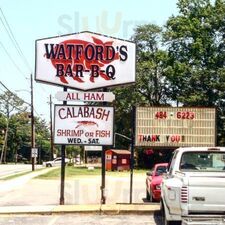 WATFORD'S
BAR-B-Q
ALL HAM
CALABASH
SHRIMP OR FISH
WED. - SAT.
484-6223
THANK YOU!